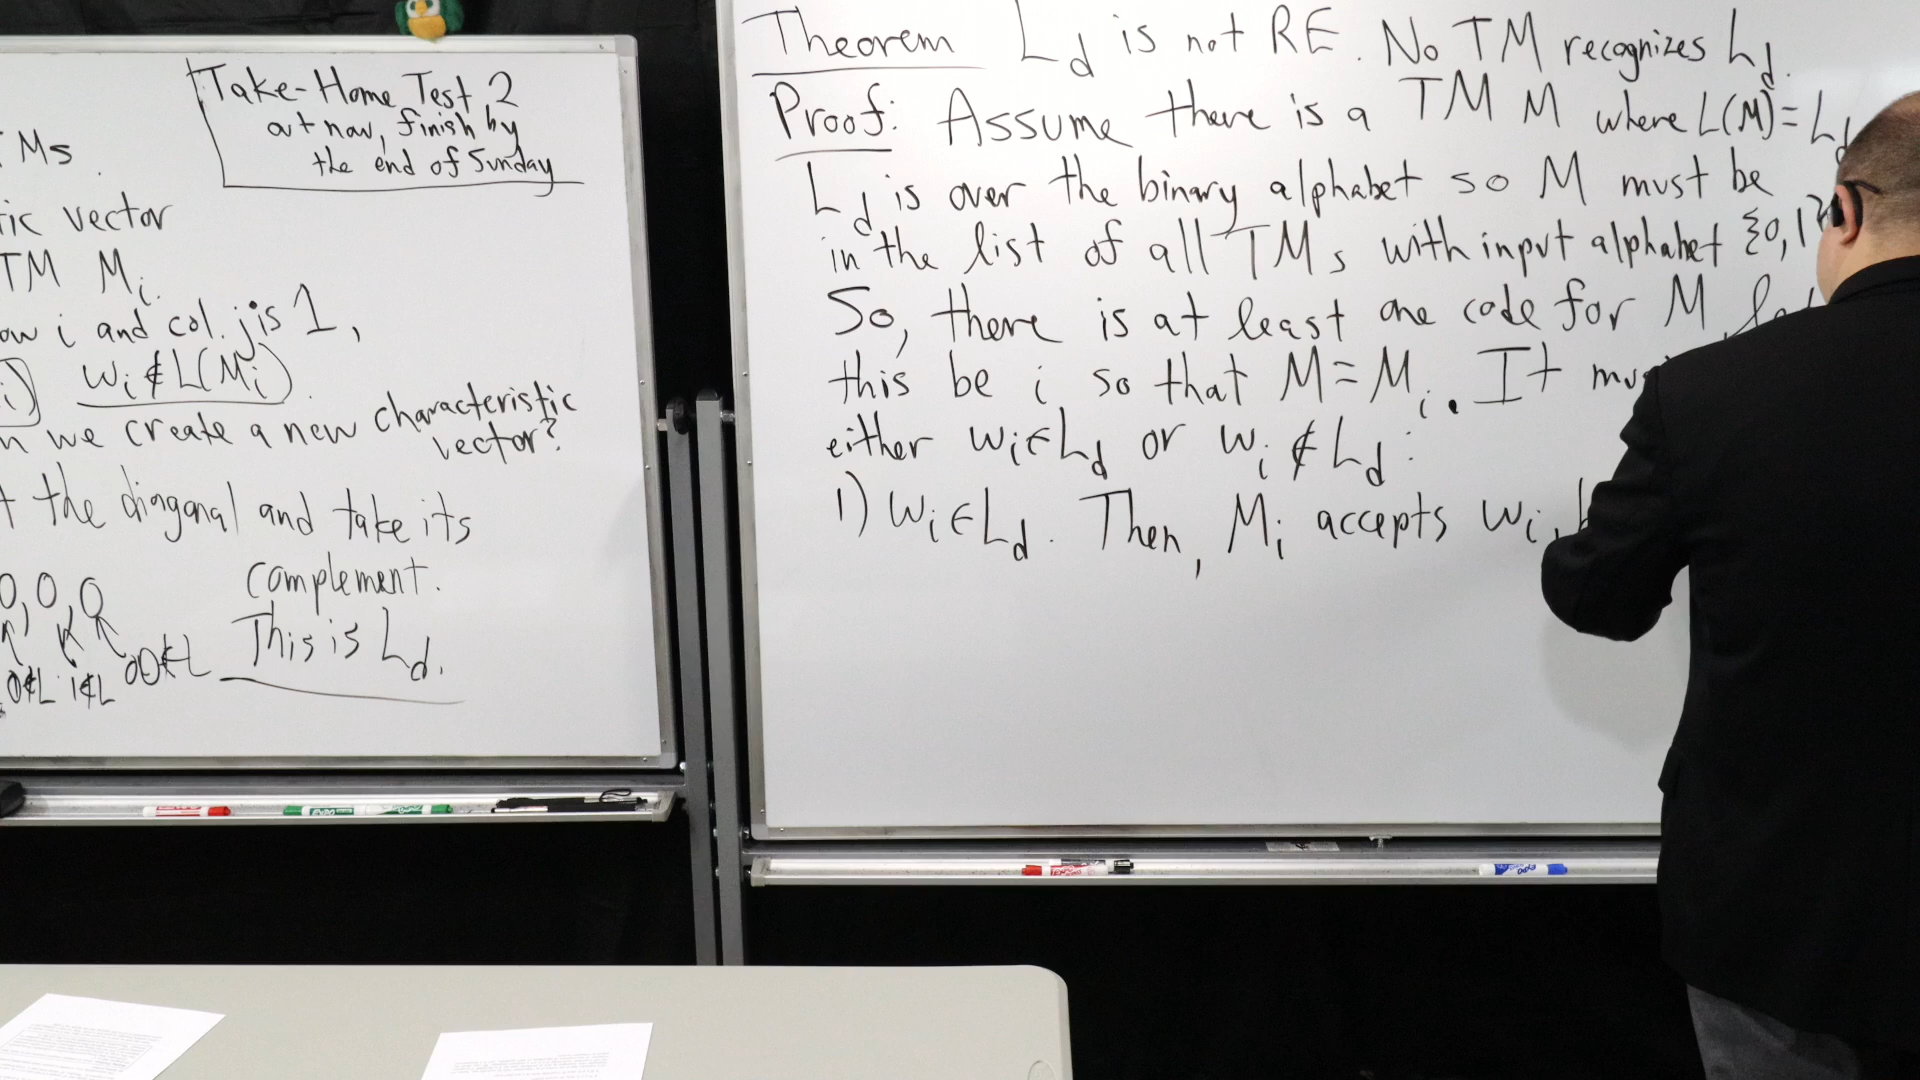 Take-Home Test 2
out now, finish by
the end of Sunday
TMs.
tic vector
TM Mi.
ow i and col. j is 1,
i) wi∉L(Mi).
n we create a new characteristic
vector?
t the diagonal and take its
complement.
0,0,0
This is Ld.
0∉L 1∉L 00∉L
Theorem Ld is not RE. No TM recognizes Ld.
Proof: Assume there is a TM M where L(M)=Ld
Ld is over the binary alphabet so M must be
in the list of all TMs with input alphabet {0,1}
So, there is at least one code for M,
this be i so that M=Mi. It
either wi∈Ld or wi∉Ld:
1) wi∈Ld. Then, Mi accepts wi,